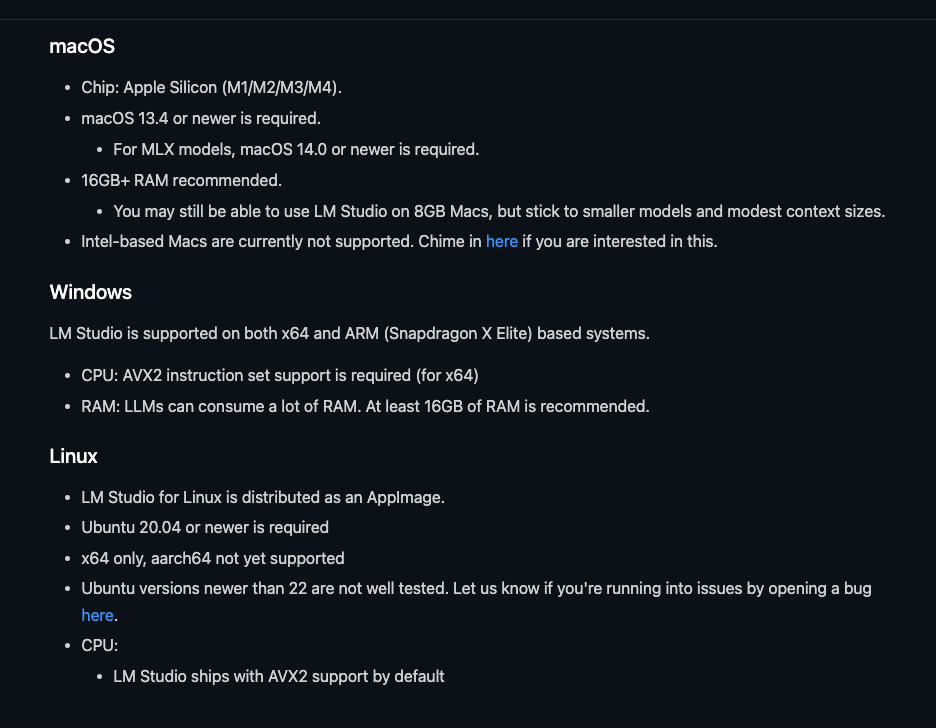 macOS
• Chip: Apple Silicon (M1/M2/M3/M4).
• macOS 13.4 or newer is required.
• For MLX models, macOS 14.0 or newer is required.
• 16GB+ RAM recommended.
• You may still be able to use LM Studio on 8GB Macs, but stick to smaller models and modest context sizes.
• Intel-based Macs are currently not supported. Chime in here if you are interested in this.
Windows
LM Studio is supported on both x64 and ARM (Snapdragon X Elite) based systems.
• CPU: AVX2 instruction set support is required (for x64)
• RAM: LLMs can consume a lot of RAM. At least 16GB of RAM is recommended.
Linux
• LM Studio for Linux is distributed as an AppImage.
• Ubuntu 20.04 or newer is required
• x64 only, aarch64 not yet supported
• Ubuntu versions newer than 22 are not well tested. Let us know if you're running into issues by opening a bug
here.
• CPU:
• LM Studio ships with AVX2 support by default